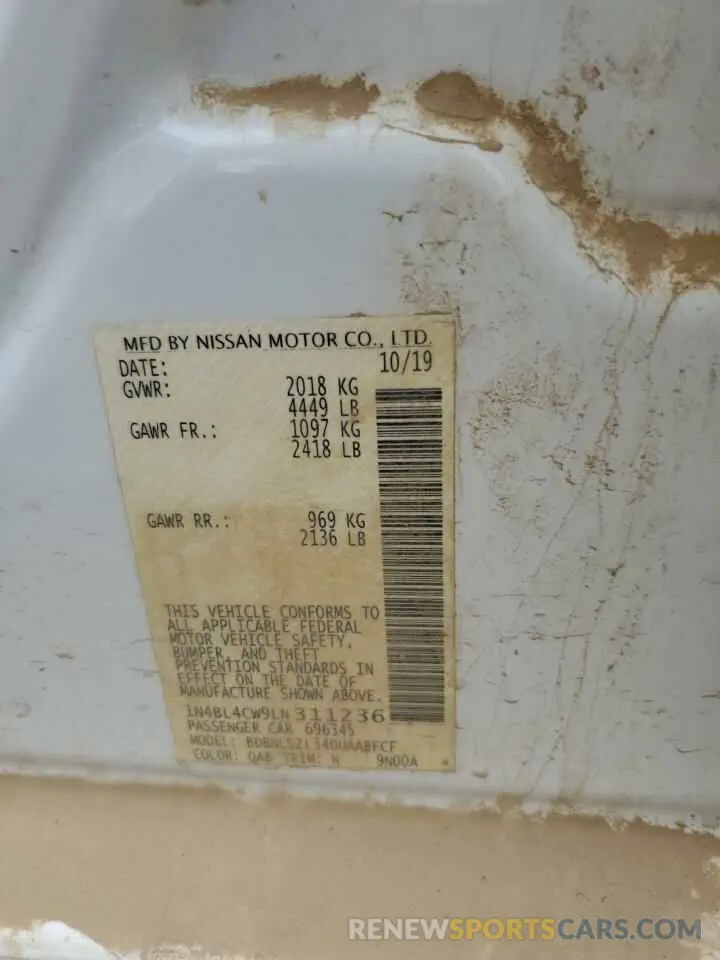 MFD BY NISSAN MOTOR CO., LTD.
DATE: 10/19
GVWR: 2018 KG
4449 LB
GAWR FR.: 1097 KG
2418 LB
GAWR RR.: 969 KG
2136 LB
THIS VEHICLE CONFORMS TO
ALL APPLICABLE FEDERAL
MOTOR VEHICLE SAFETY,
BUMPER, AND THEFT
PREVENTION STANDARDS IN
EFFECT ON THE DATE OF
MANUFACTURE SHOWN ABOVE.
1N4BL4CW9LN311236
PASSENGER CAR 696345
MODEL:
COLOR: QAB TRIM: W 9N00A
RENEWSPORTSCARS.COM